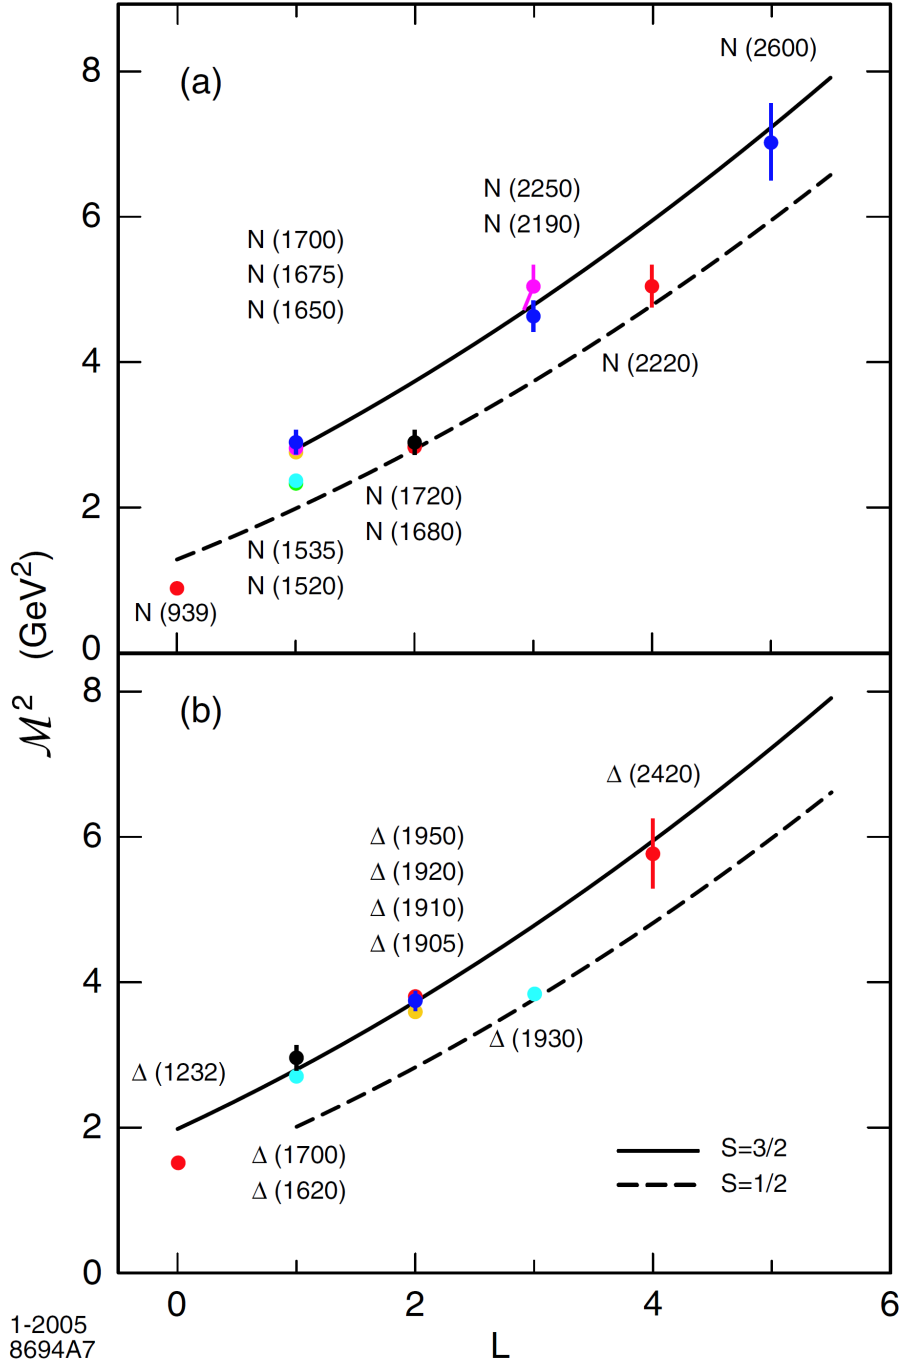 8
(a)
N (2600)
6
N (2250)
N (2190)
N (1700)
N (1675)
N (1650)
4
N (2220)
2
N (1720)
N (1680)
N (1535)
N (1520)
N (939)
0
ℳ² (GeV²)
8
(b)
Δ (2420)
6
Δ (1950)
Δ (1920)
Δ (1910)
Δ (1905)
4
Δ (1930)
Δ (1232)
2
Δ (1700)
Δ (1620)
S=3/2
S=1/2
0
0 2 4 6
L
1-2005
8694A7